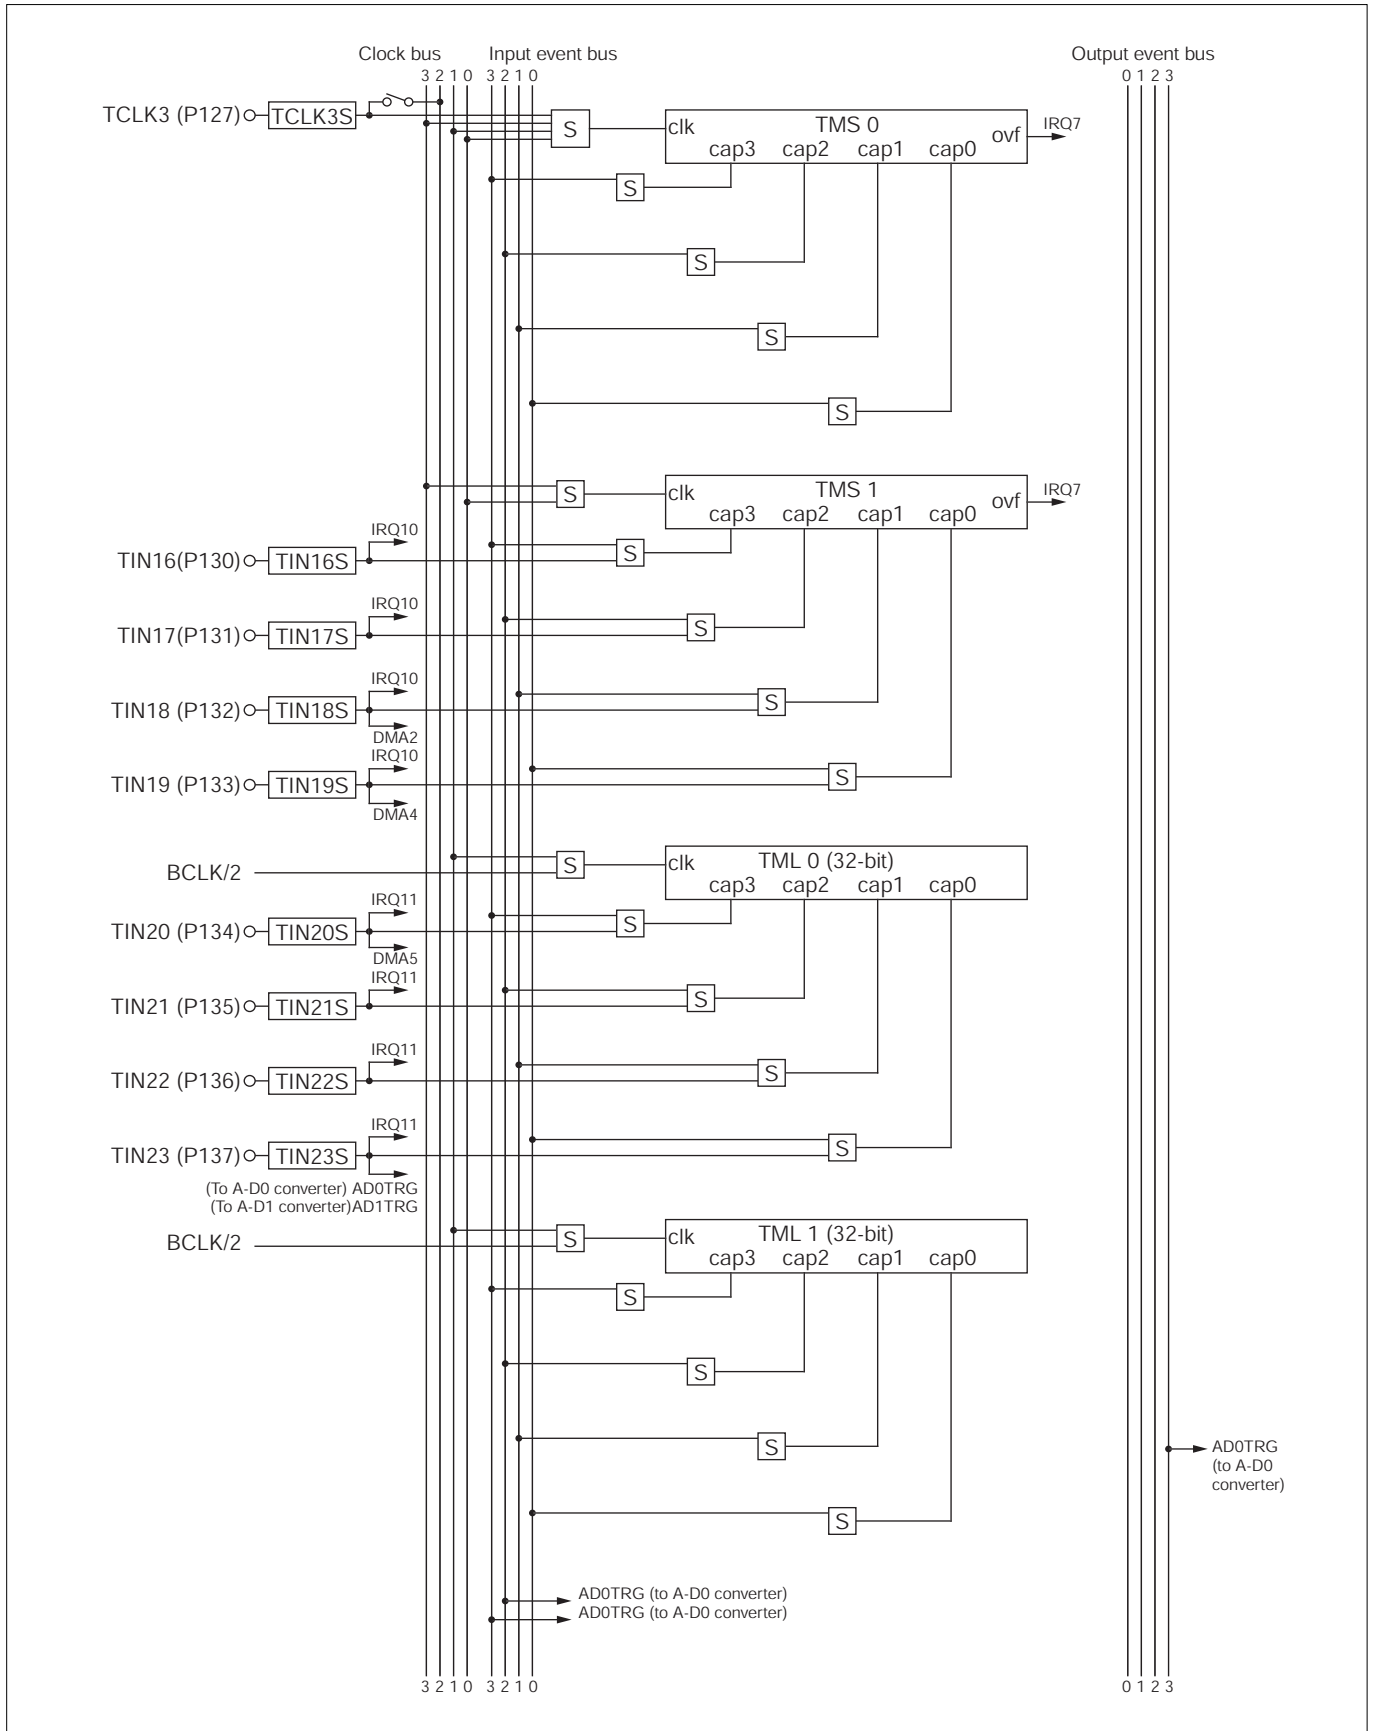 Clock bus Input event bus Output event bus
3 2 1 0 3 2 1 0 0 1 2 3
TCLK3 (P127) TCLK3S S clk TMS 0 ovf IRQ7
cap3 cap2 cap1 cap0
S
S
S
S
S clk TMS 1 ovf IRQ7
cap3 cap2 cap1 cap0
IRQ10
TIN16(P130) TIN16S S
IRQ10
TIN17(P131) TIN17S S
IRQ10
TIN18 (P132) TIN18S S
DMA2
IRQ10
TIN19 (P133) TIN19S S
DMA4
BCLK/2 S clk TML 0 (32-bit)
cap3 cap2 cap1 cap0
IRQ11
TIN20 (P134) TIN20S S
DMA5
IRQ11
TIN21 (P135) TIN21S S
IRQ11
TIN22 (P136) TIN22S S
IRQ11
TIN23 (P137) TIN23S S
(To A-D0 converter) AD0TRG
(To A-D1 converter)AD1TRG
BCLK/2 S clk TML 1 (32-bit)
cap3 cap2 cap1 cap0
S
S
S
AD0TRG
(to A-D0
converter)
S
AD0TRG (to A-D0 converter)
AD0TRG (to A-D0 converter)
3 2 1 0 3 2 1 0 0 1 2 3